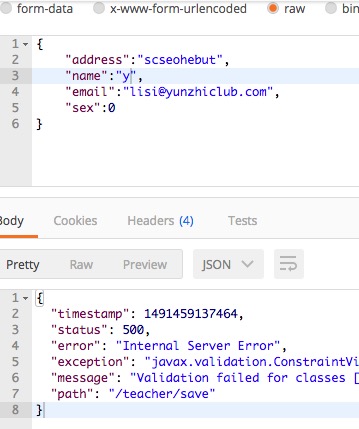 form-data x-www-form-urlencoded raw bin
1 {
2 "address":"scseohebut",
3 "name":"y",
4 "email":"lisi@yunzhiclub.com",
5 "sex":0
6 }
Body Cookies Headers (4) Tests
Pretty Raw Preview JSON
1 {
2 "timestamp": 1491459137464,
3 "status": 500,
4 "error": "Internal Server Error",
5 "exception": "javax.validation.ConstraintVi
6 "message": "Validation failed for classes [
7 "path": "/teacher/save"
8 }